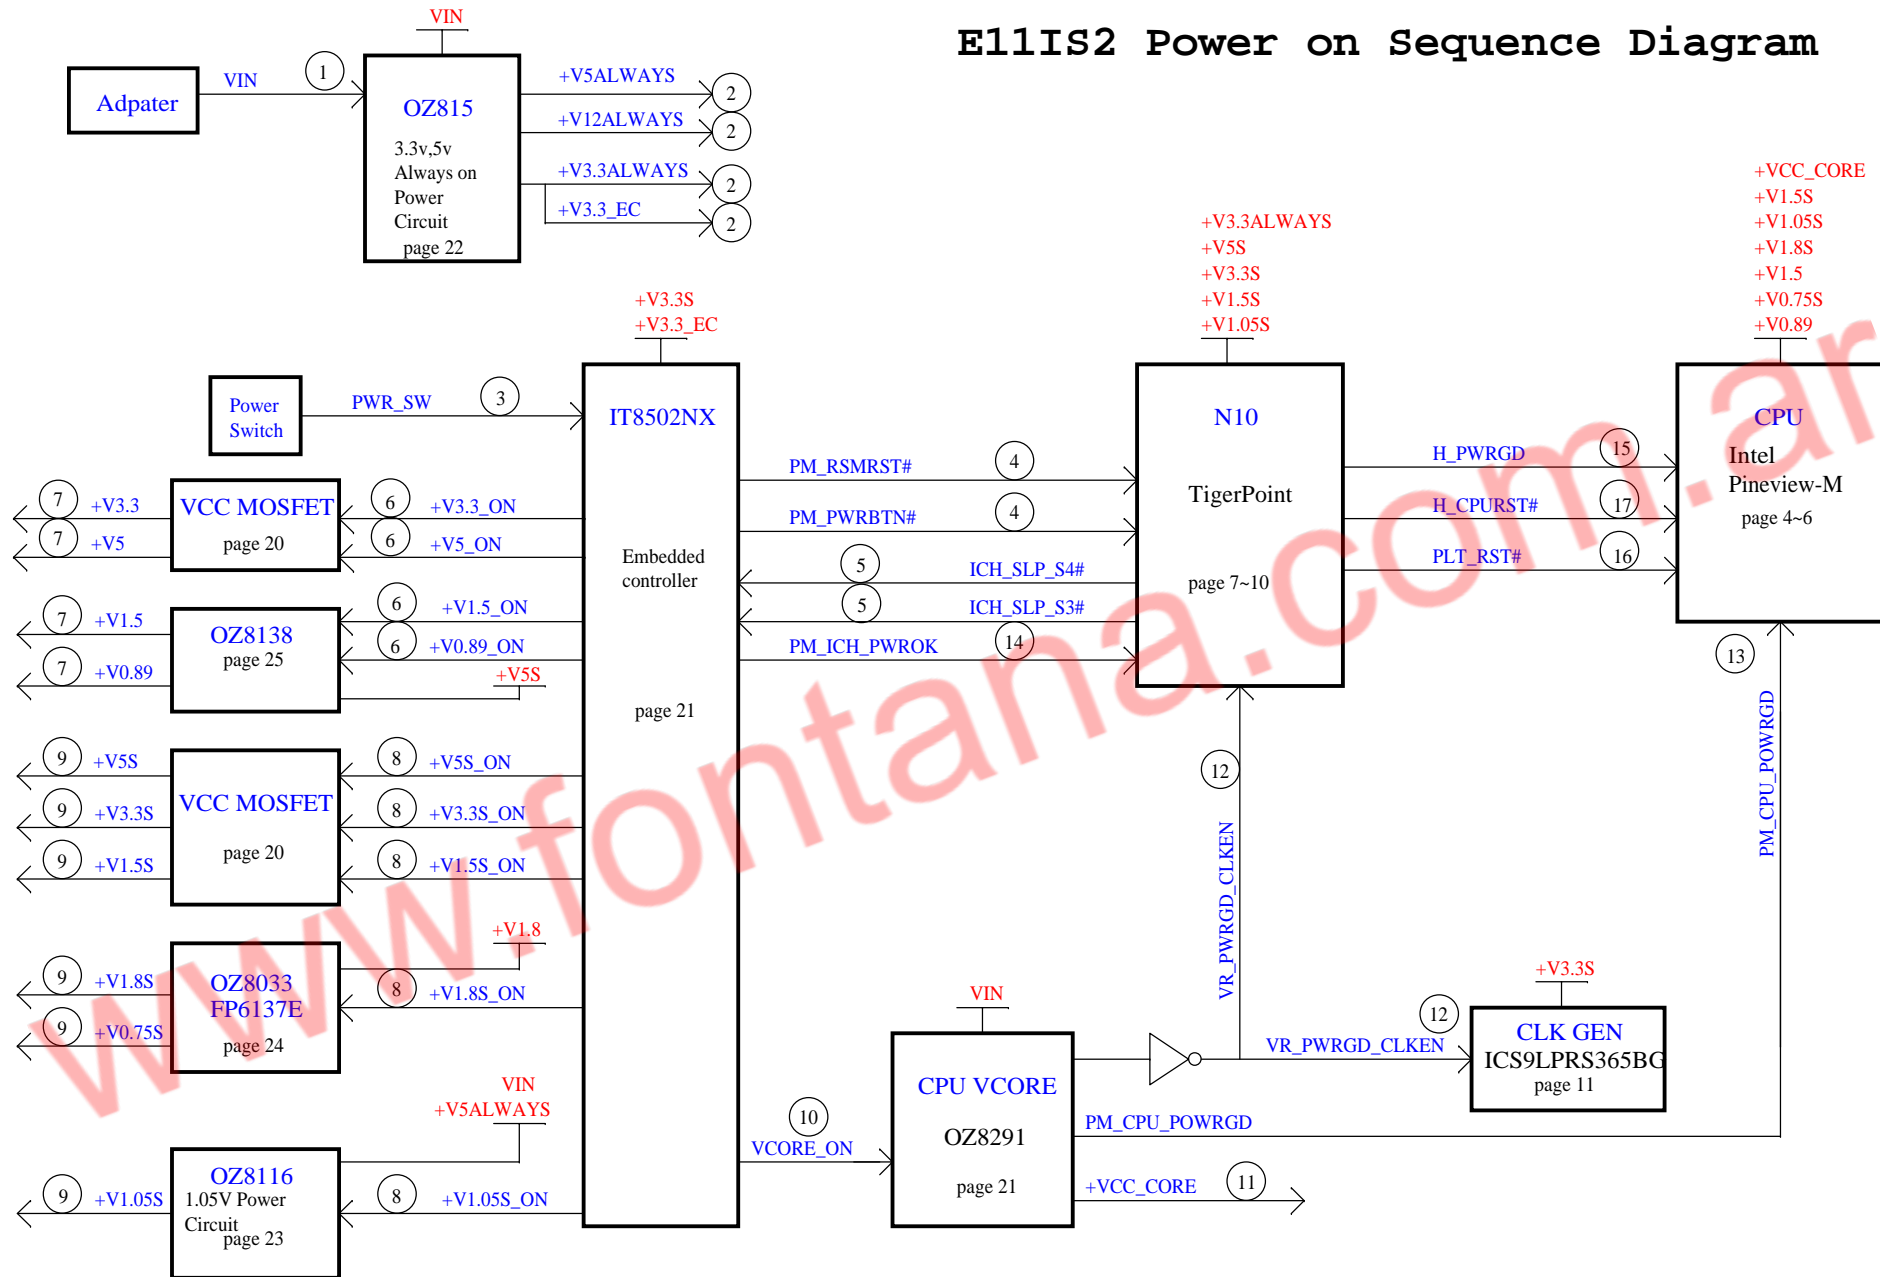 E11IS2 Power on Sequence Diagram
VIN
Adpater
VIN
1
OZ815
3.3v,5v
Always on
Power
Circuit
page 22
+V5ALWAYS
2
+V12ALWAYS
2
+V3.3ALWAYS
2
+V3.3_EC
2
+V3.3S
+V3.3_EC
+V3.3ALWAYS
+V5S
+V3.3S
+V1.5S
+V1.05S
+VCC_CORE
+V1.5S
+V1.05S
+V1.8S
+V1.5
+V0.75S
+V0.89
Power
Switch
PWR_SW
3
IT8502NX
Embedded
controller
page 21
PM_RSMRST#
4
PM_PWRBTN#
4
5
ICH_SLP_S4#
5
ICH_SLP_S3#
PM_ICH_PWROK
14
N10
TigerPoint
page 7~10
H_PWRGD
15
H_CPURST#
17
PLT_RST#
16
CPU
Intel
Pineview-M
page 4~6
13
PM_CPU_POWRGD
7
+V3.3
7
+V5
VCC MOSFET
page 20
6
+V3.3_ON
6
+V5_ON
7
+V1.5
7
+V0.89
OZ8138
page 25
6
+V1.5_ON
6
+V0.89_ON
+V5S
9
+V5S
9
+V3.3S
9
+V1.5S
VCC MOSFET
page 20
8
+V5S_ON
8
+V3.3S_ON
8
+V1.5S_ON
12
VR_PWRGD_CLKEN
9
+V1.8S
9
+V0.75S
OZ8033
FP6137E
page 24
+V1.8
8
+V1.8S_ON
VIN
+V5ALWAYS
9
+V1.05S
OZ8116
1.05V Power
Circuit
page 23
8
+V1.05S_ON
10
VCORE_ON
VIN
CPU VCORE
OZ8291
page 21
VR_PWRGD_CLKEN
12
+V3.3S
CLK GEN
ICS9LPRS365BG
page 11
PM_CPU_POWRGD
+VCC_CORE
11
www.fontana.com.ar